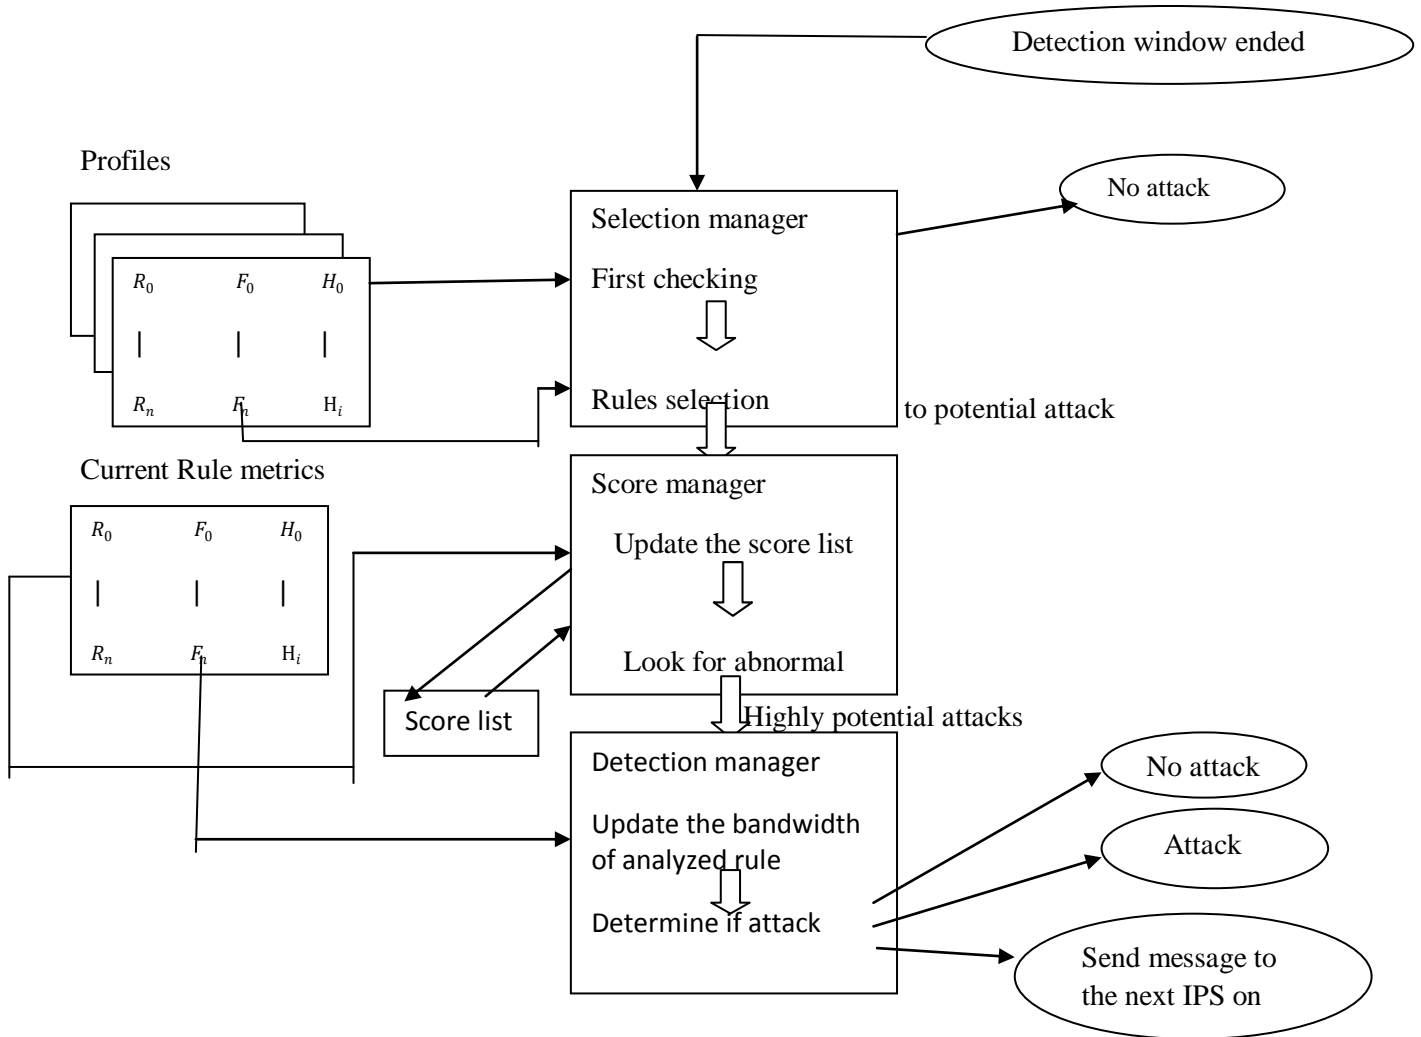 Detection window ended
No attack
Profiles
Selection manager
First checking
Rules selection
R₀ F₀ H₀
| | |
Rₙ Fₙ Hᵢ
to potential attack
Current Rule metrics
R₀ F₀ H₀
| | |
Rₙ Fₙ Hᵢ
Score manager
Update the score list
Look for abnormal
Score list
Highly potential attacks
Detection manager
Update the bandwidth
of analyzed rule
Determine if attack
No attack
Attack
Send message to
the next IPS on